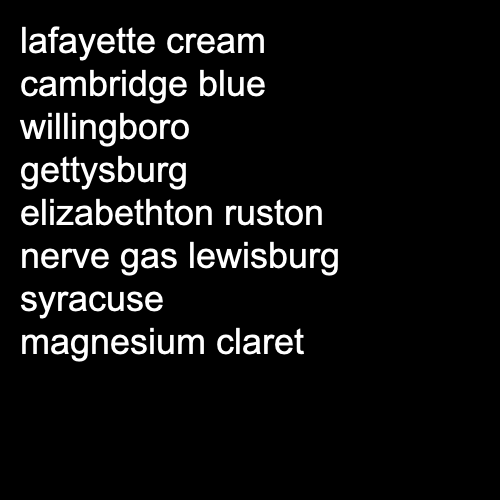 lafayette cream
cambridge blue
willingboro
gettysburg
elizabethton ruston
nerve gas lewisburg
syracuse
magnesium claret